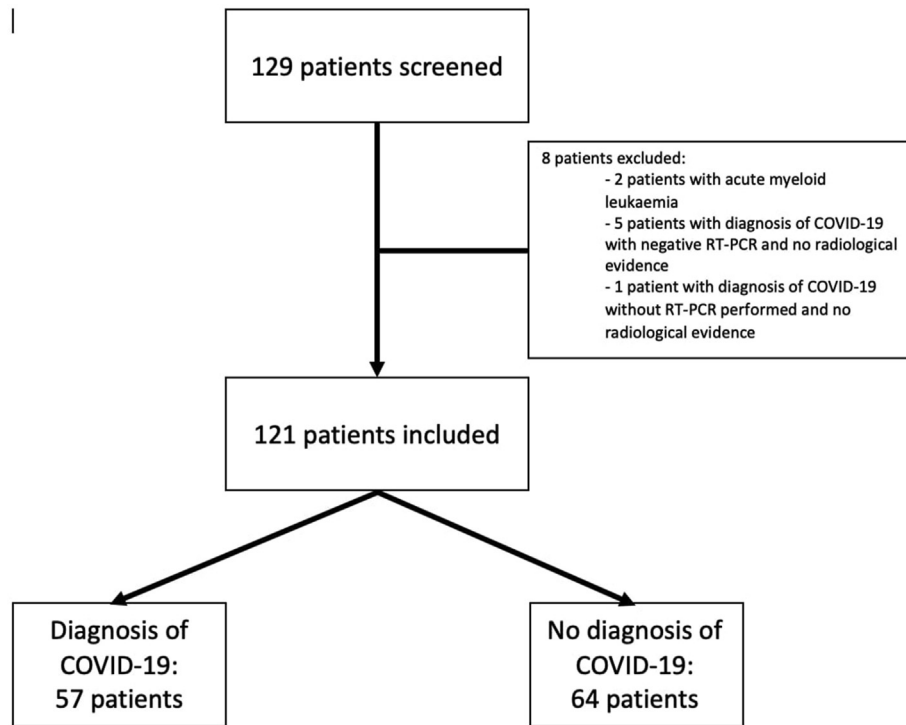 129 patients screened
8 patients excluded:
- 2 patients with acute myeloid
leukaemia
- 5 patients with diagnosis of COVID-19
with negative RT-PCR and no radiological
evidence
- 1 patient with diagnosis of COVID-19
without RT-PCR performed and no
radiological evidence
121 patients included
Diagnosis of
COVID-19:
57 patients
No diagnosis of
COVID-19:
64 patients